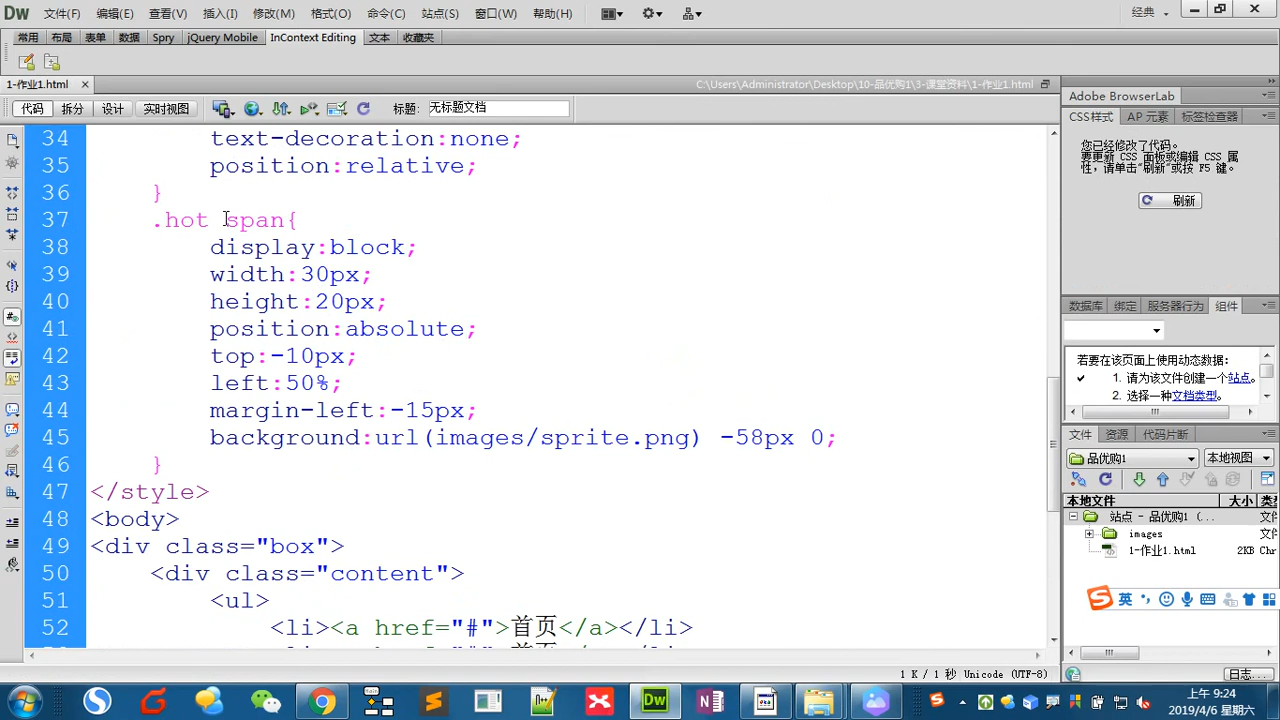 Dw 文件(F) 编辑(E) 查看(V) 插入(I) 修改(M) 格式(O) 命令(C) 站点(S) 窗口(W) 帮助(H) 经典
常用 布局 表单 数据 Spry jQuery Mobile InContext Editing 文本 收藏夹
1-作业1.html C:\Users\Administrator\Desktop\10-品优购1\3-课堂资料\1-作业1.html
代码 拆分 设计 实时视图 标题: 无标题文档
34 text-decoration:none;
35 position:relative;
36 }
37 .hot span{
38 display:block;
39 width:30px;
40 height:20px;
41 position:absolute;
42 top:-10px;
43 left:50%;
44 margin-left:-15px;
45 background:url(images/sprite.png) -58px 0;
46 }
47 </style>
48 <body>
49 <div class="box">
50 <div class="content">
51 <ul>
52 <li><a href="#">首页</a></li>
1 K / 1 秒 Unicode (UTF-8)
Adobe BrowserLab
CSS样式 AP 元素 标签检查器
您已经修改了代码。
要更新 CSS 面板或编辑 CSS 属
性，请单击“刷新”或按 F5 键。
刷新
数据库 绑定 服务器行为 组件
若要在该页面上使用动态数据:
1. 请为该文件创建一个站点。
2. 选择一种文档类型。
文件 资源 代码片断
品优购1 本地视图
本地文件 大小 类
站点 - 品优购1 (... 文
images 文
1-作业1.html 2KB Chr
英
日志...
Dw
上午 9:24
2019/4/6 星期六